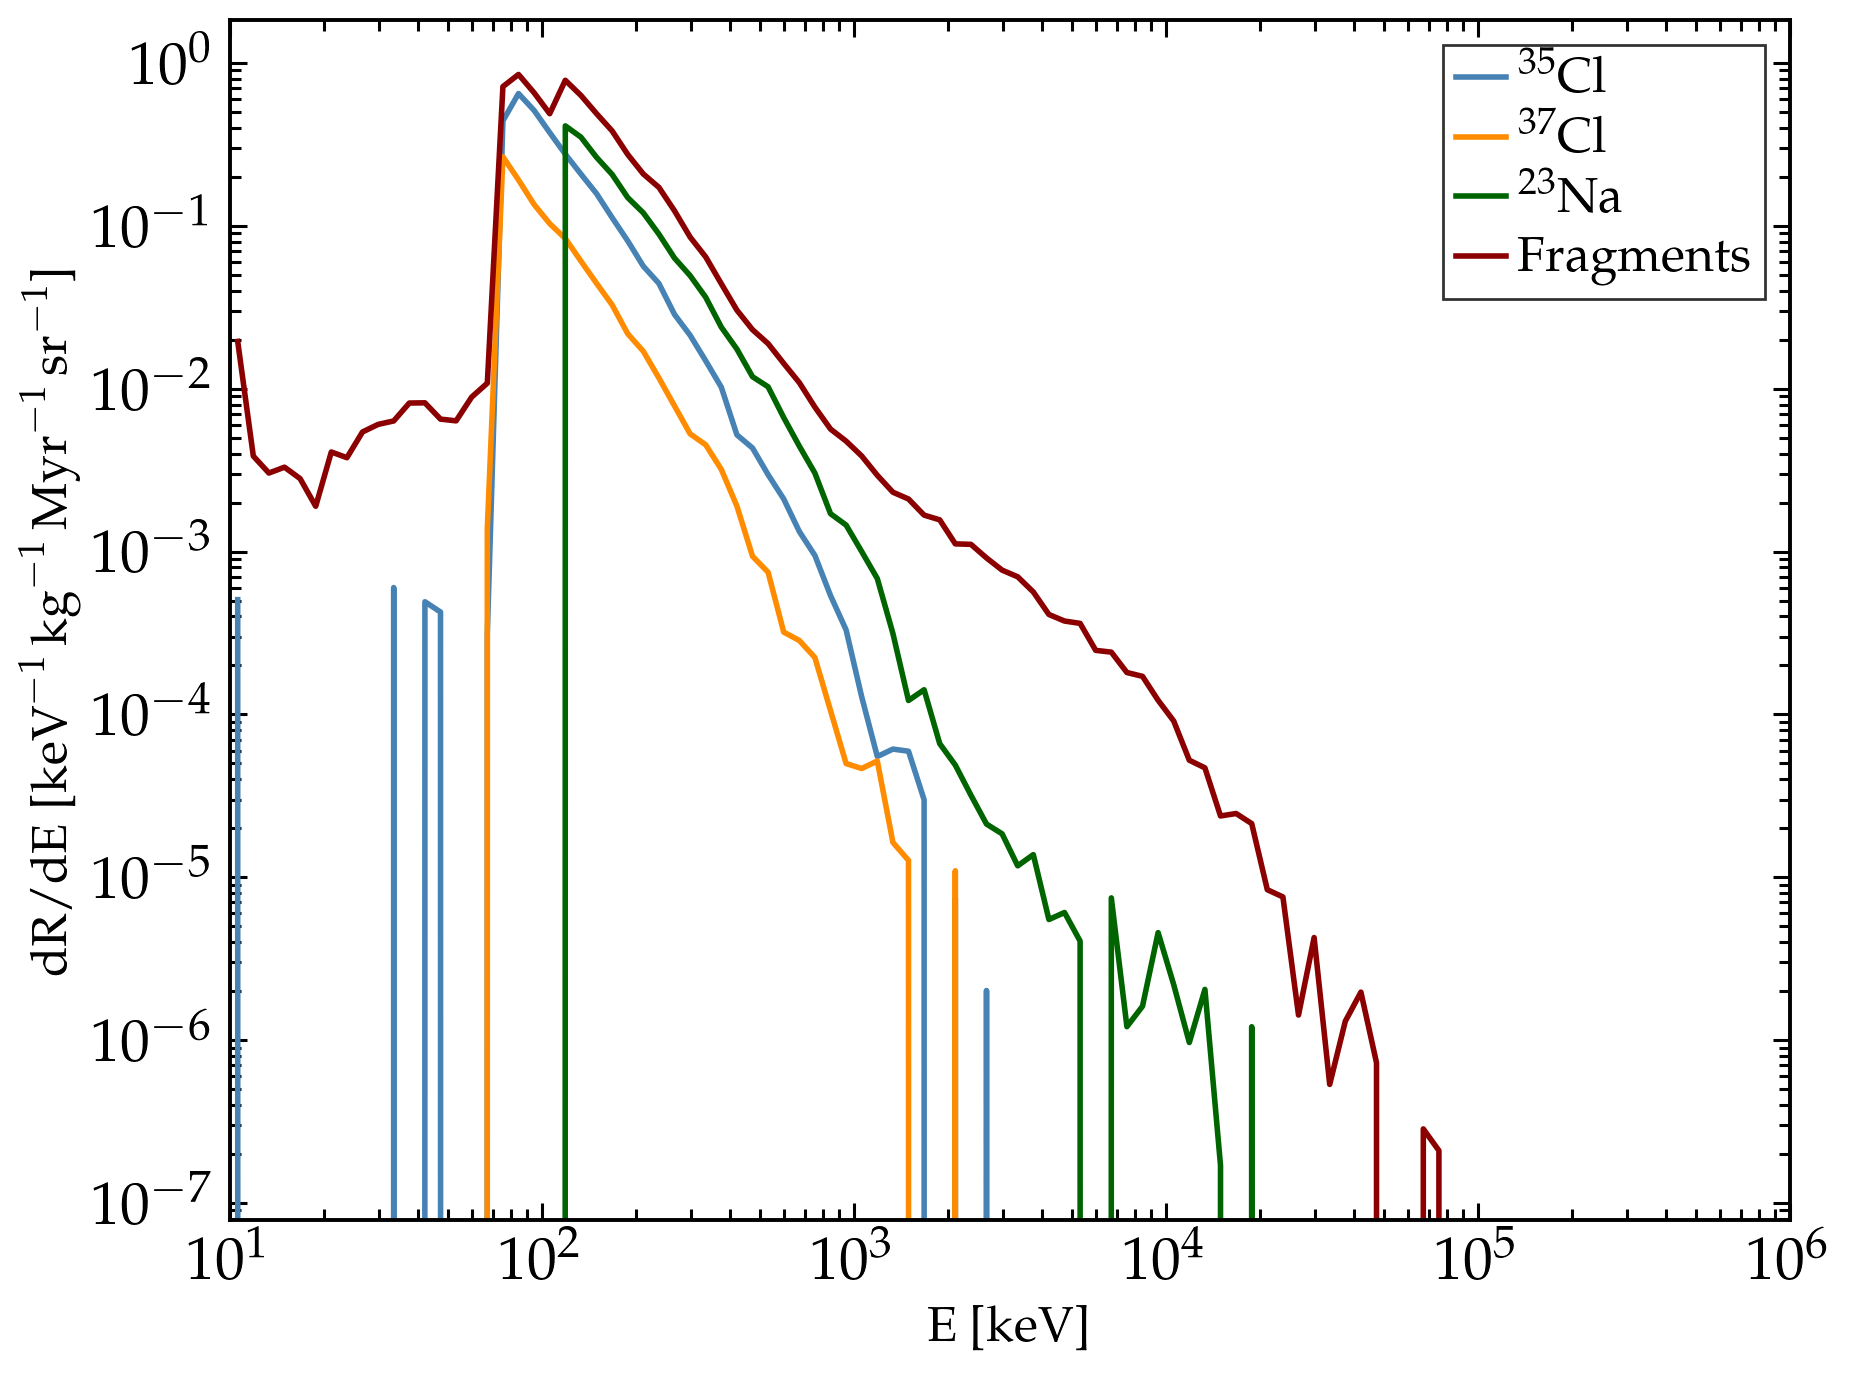 ³⁵Cl
³⁷Cl
²³Na
Fragments
10⁰
10⁻¹
10⁻²
10⁻³
10⁻⁴
10⁻⁵
10⁻⁶
10⁻⁷
dR/dE [keV⁻¹ kg⁻¹ Myr⁻¹ sr⁻¹]
10¹ 10² 10³ 10⁴ 10⁵ 10⁶
E [keV]